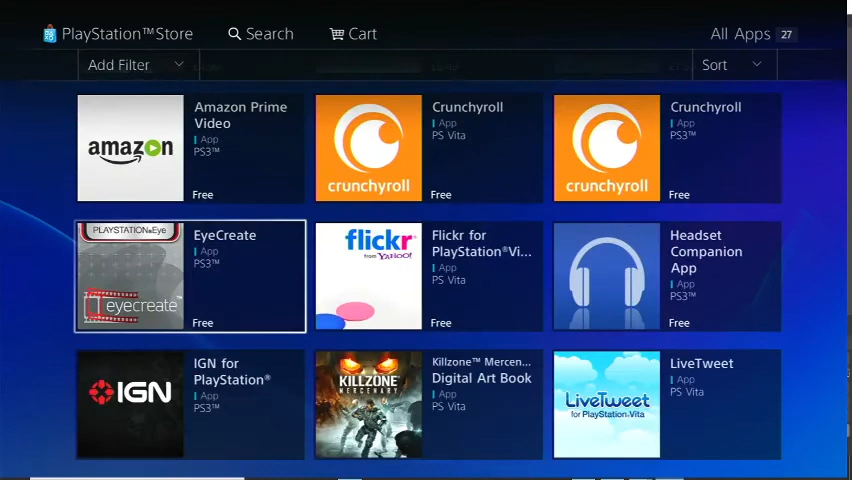 PlayStation™Store
Search
Cart
All Apps 27
Add Filter
Sort
amazon
Amazon Prime
Video
App
PS3™
Free
crunchyroll
Crunchyroll
App
PS Vita
Free
crunchyroll
Crunchyroll
App
PS3™
Free
PLAYSTATION®Eye
eyecreate™
EyeCreate
App
PS3™
Free
flickr
from YAHOO!
Flickr for
PlayStation®Vi...
App
PS Vita
Free
Headset
Companion
App
App
PS3™
Free
IGN
IGN for
PlayStation®
App
PS3™
KILLZONE
MERCENARY
Killzone™ Mercen...
Digital Art Book
App
PS Vita
LiveTweet
for PlayStation®Vita
LiveTweet
App
PS Vita